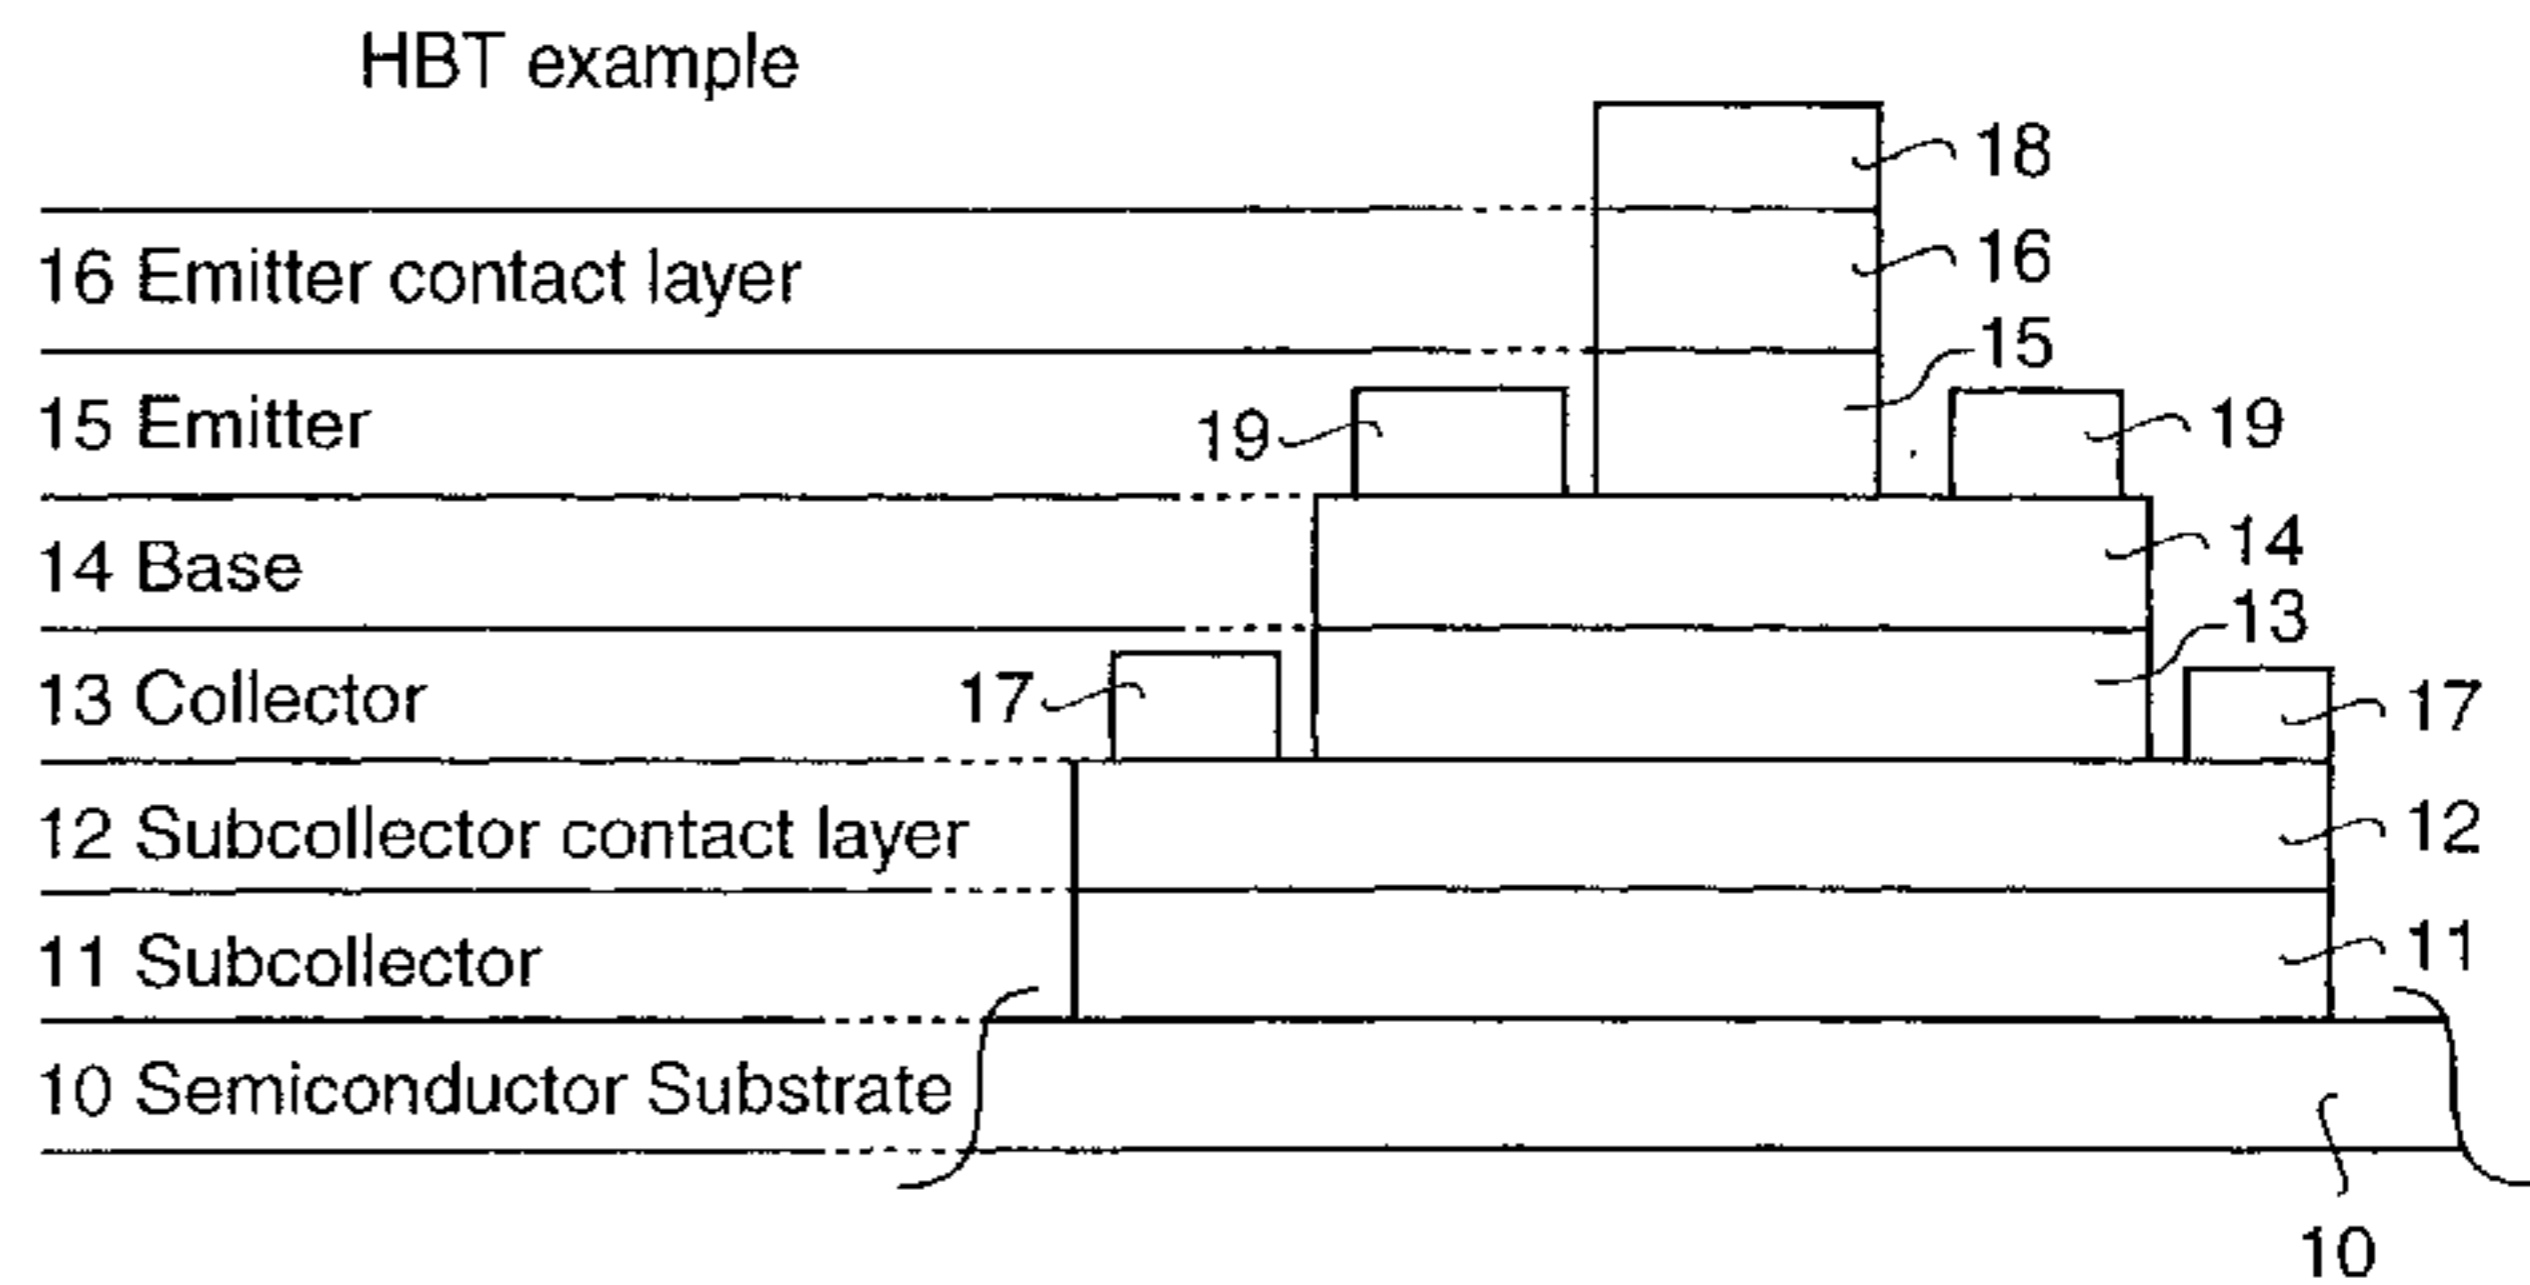 HBT example
18
16 Emitter contact layer 16
15
15 Emitter 19 19
14 Base 14
13
13 Collector 17 17
12 Subcollector contact layer 12
11 Subcollector 11
10 Semiconductor Substrate
10